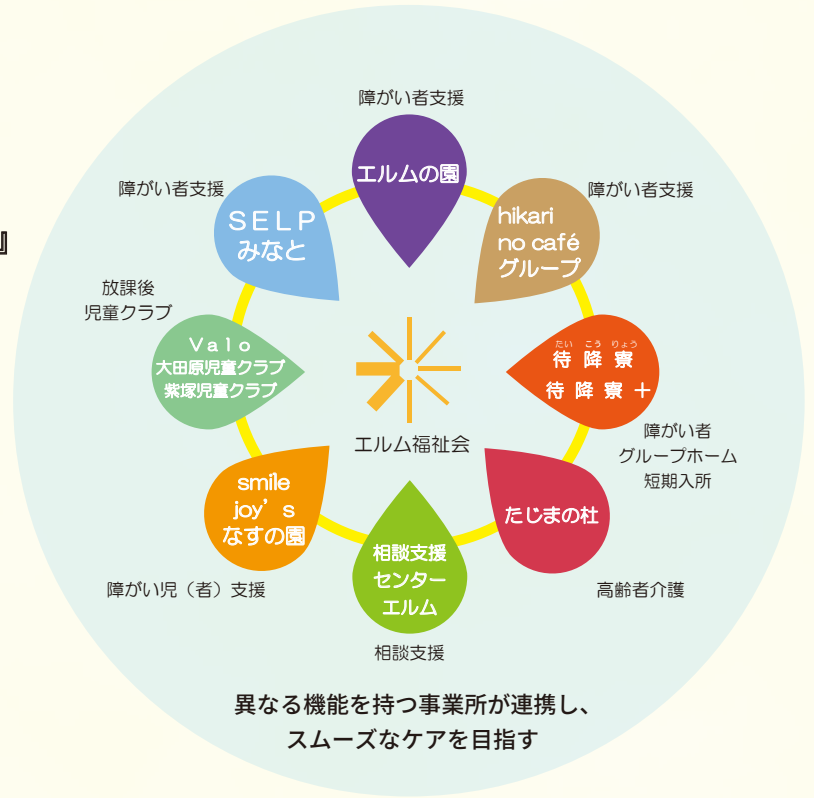 障がい者支援
エルムの園
障がい者支援
SELP
みなと
障がい者支援
hikari
no café
グループ
』
放課後
児童クラブ
Valo
大田原児童クラブ
紫塚児童クラブ
たい こう りょう
待降寮
待降寮＋
障がい者
グループホーム
短期入所
エルム福祉会
smile
joy’s
なすの園
障がい児（者）支援
たじまの杜
高齢者介護
相談支援
センター
エルム
相談支援
異なる機能を持つ事業所が連携し、
スムーズなケアを目指す